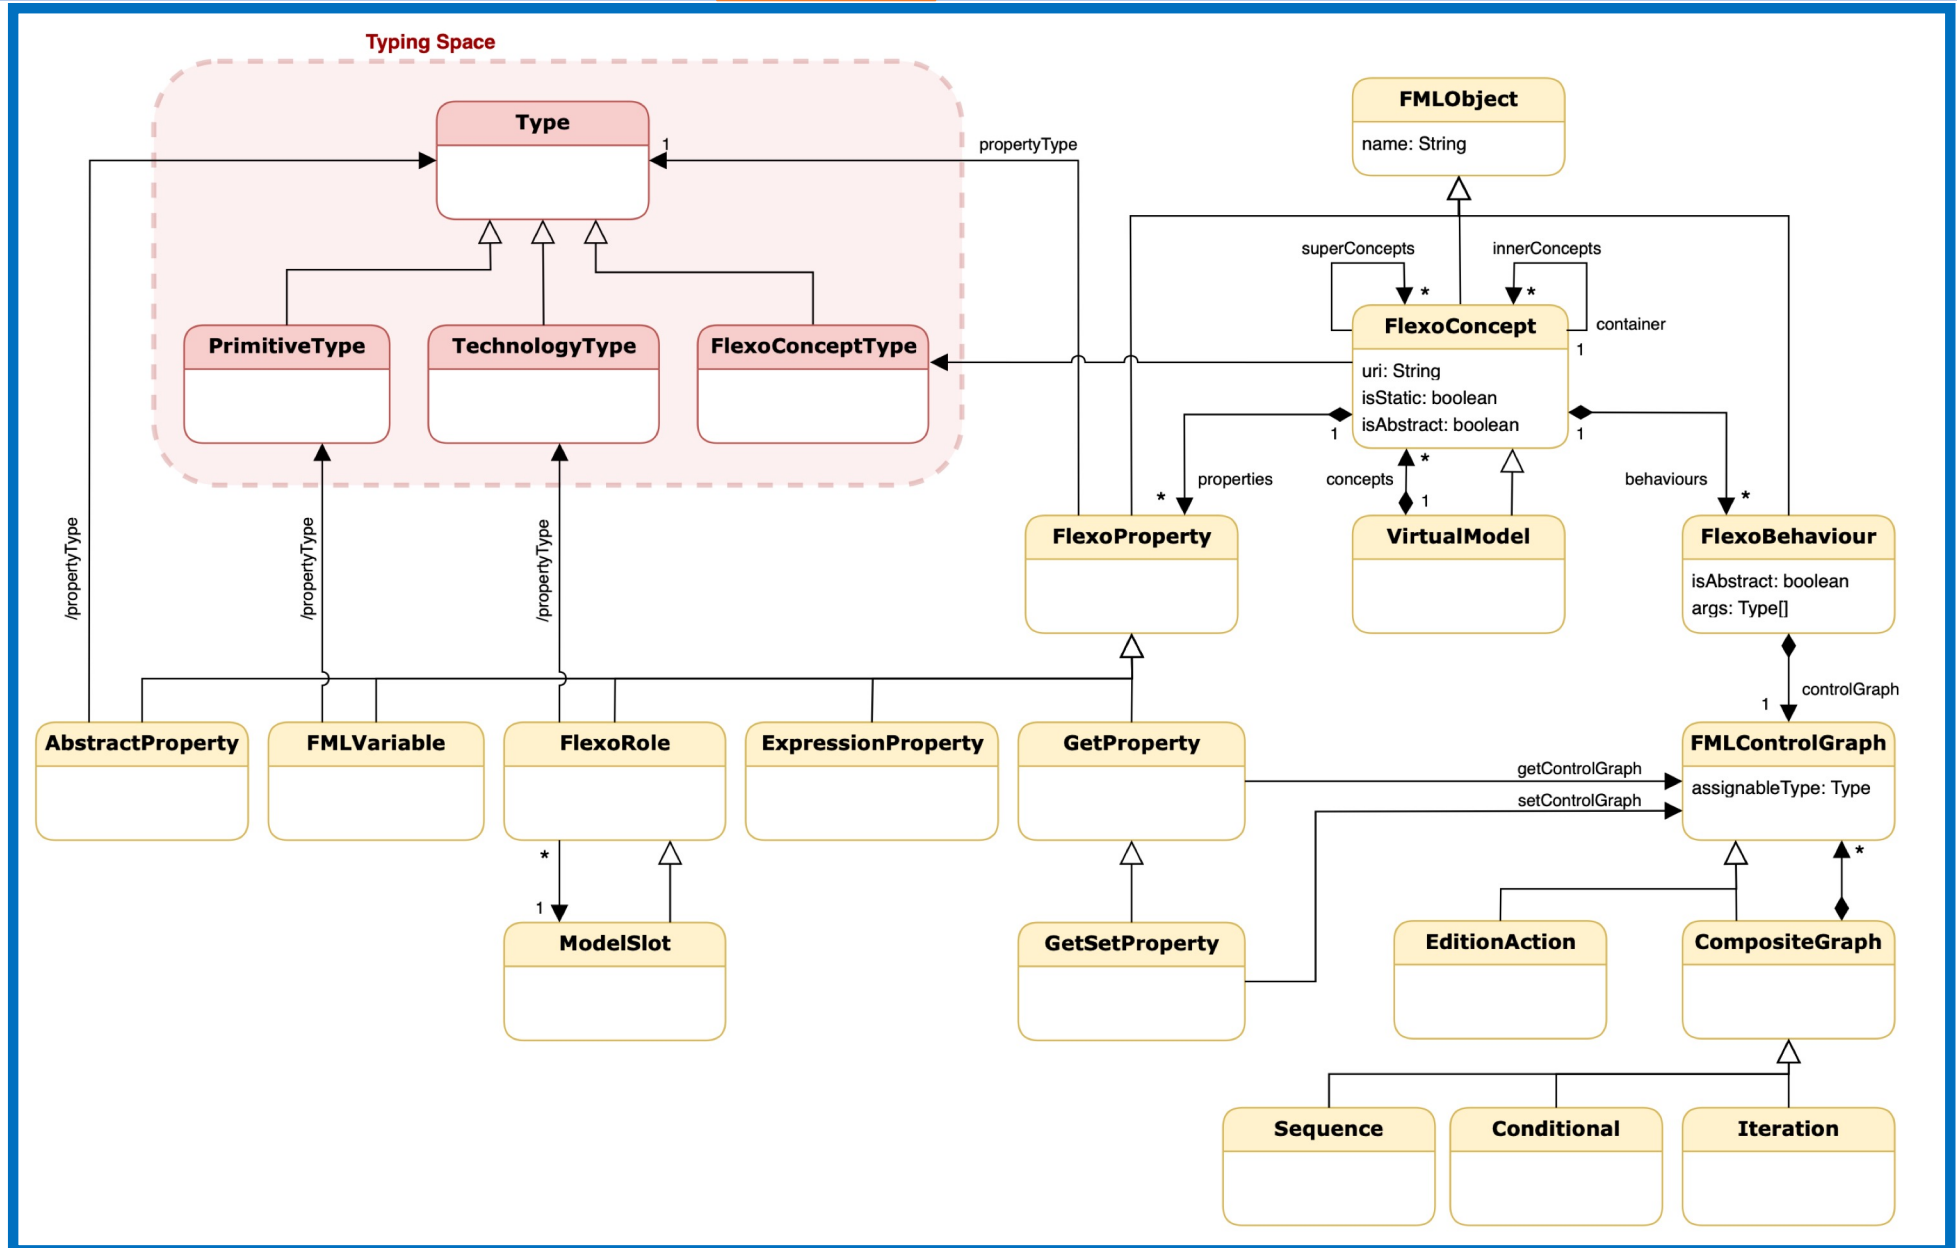 Typing Space
FMLObject
name: String
Type
1
propertyType
superConcepts
innerConcepts
*
*
FlexoConcept
container
1
uri: String
isStatic: boolean
isAbstract: boolean
PrimitiveType
TechnologyType
FlexoConceptType
1
1
*
properties
concepts
behaviours
*
1
*
/propertyType
/propertyType
/propertyType
FlexoProperty
VirtualModel
FlexoBehaviour
isAbstract: boolean
args: Type[]
controlGraph
1
AbstractProperty
FMLVariable
FlexoRole
ExpressionProperty
GetProperty
FMLControlGraph
getControlGraph
setControlGraph
assignableType: Type
*
*
1
ModelSlot
GetSetProperty
EditionAction
CompositeGraph
Sequence
Conditional
Iteration